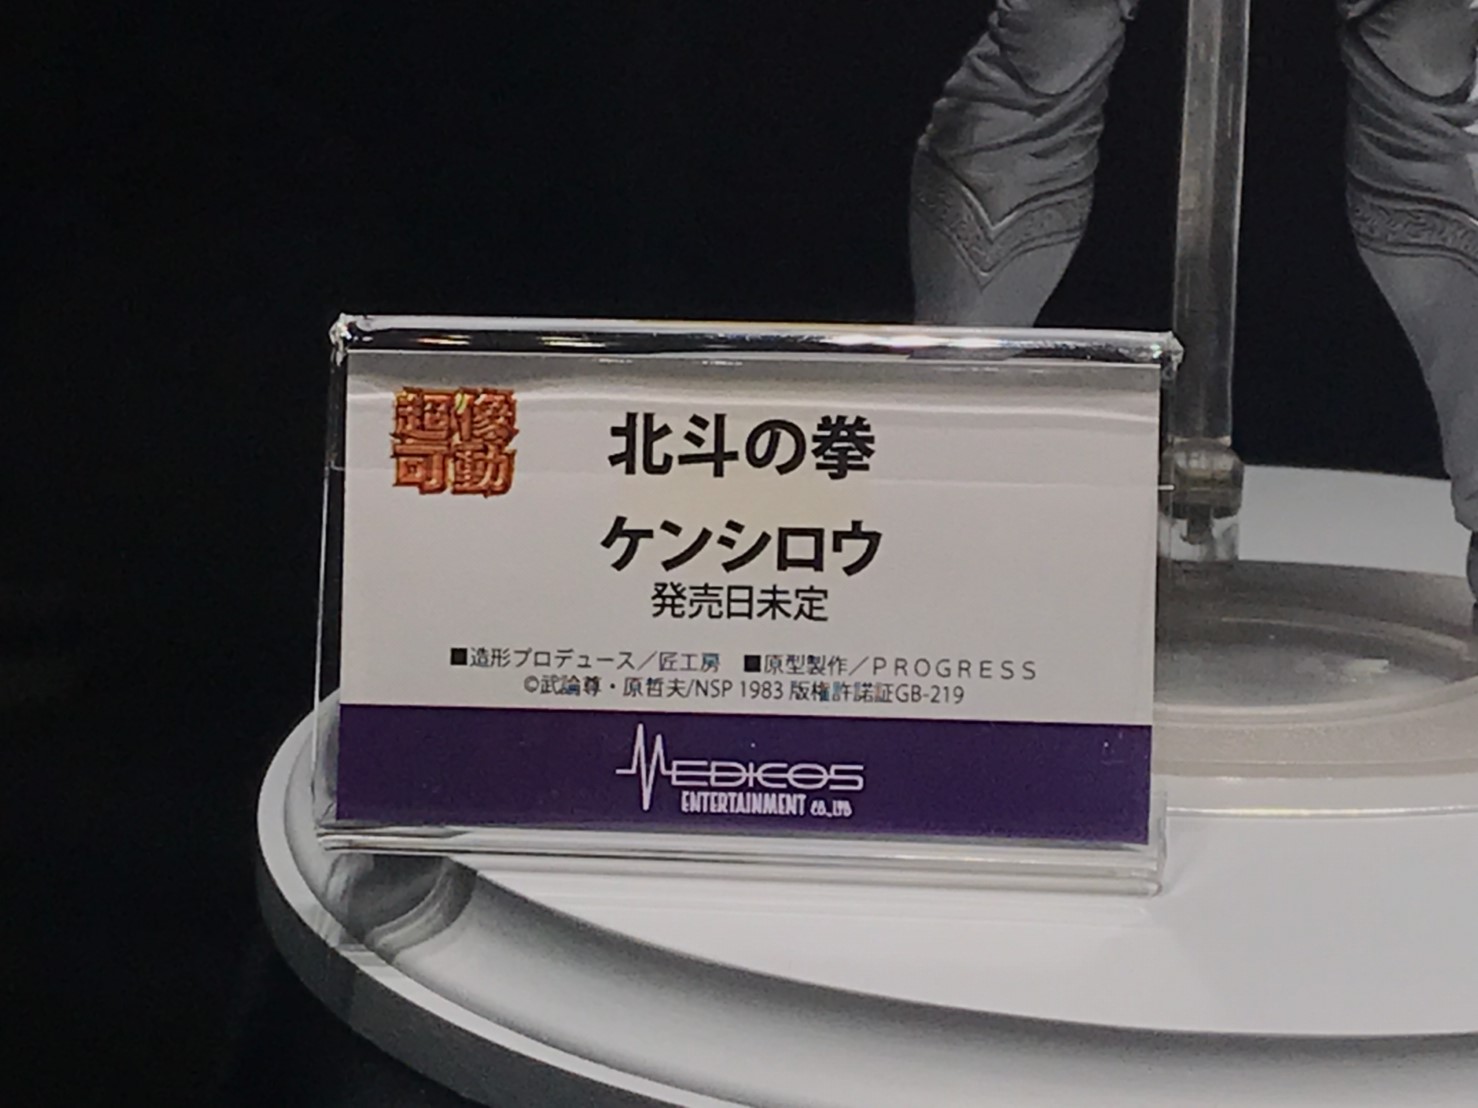 超像
可動
北斗の拳
ケンシロウ
発売日未定
■造形プロデュース／匠工房　■原型製作／ＰＲＯＧＲＥＳＳ
©武論尊・原哲夫/NSP 1983 版権許諾証GB-219
MEDICOS
ENTERTAINMENT CO.,LTD